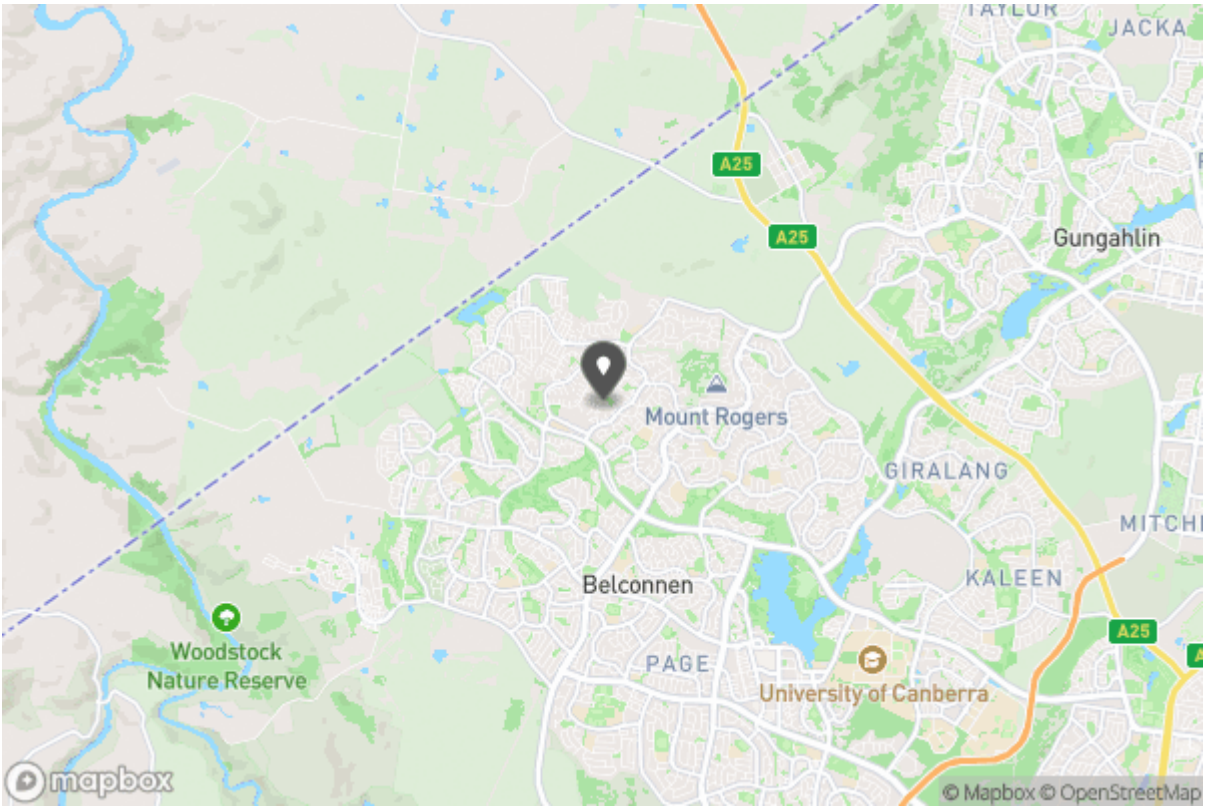 TAYLOR
JACKA
A25
A25
Gungahlin
Mount Rogers
GIRALANG
MITCH
KALEEN
Belconnen
A25
Woodstock
Nature Reserve
PAGE
University of Canberra
mapbox
© Mapbox © OpenStreetMap